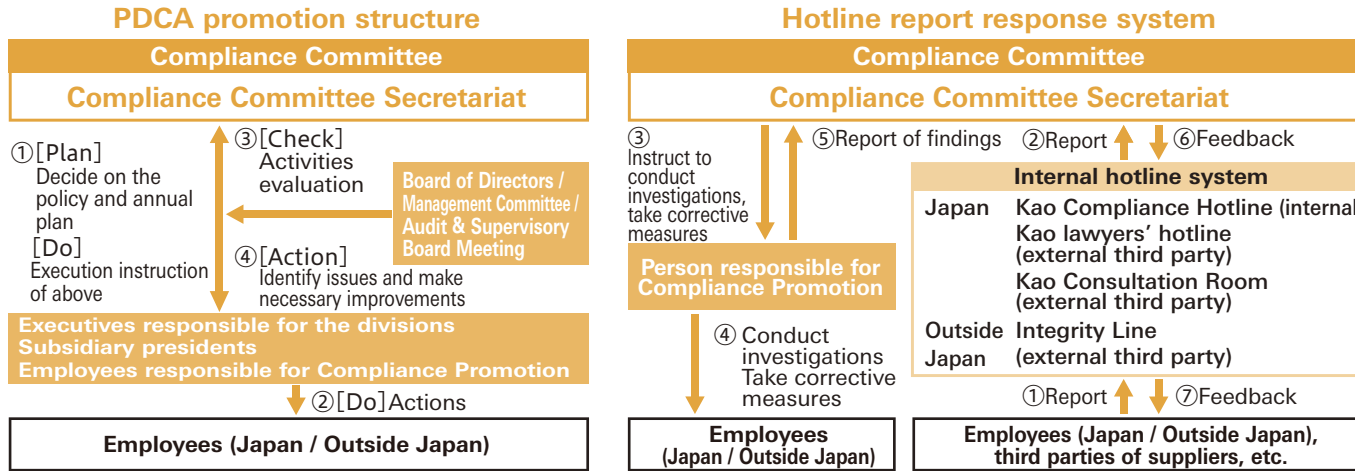 PDCA promotion structure
Compliance Committee
Compliance Committee Secretariat
①[Plan]
Decide on the
policy and annual
plan
[Do]
Execution instruction
of above
③[Check]
Activities
evaluation
Board of Directors /
Management Committee /
Audit & Supervisory
Board Meeting
④[Action]
Identify issues and make
necessary improvements
Executives responsible for the divisions
Subsidiary presidents
Employees responsible for Compliance Promotion
②[Do]Actions
Employees (Japan / Outside Japan)
Hotline report response system
Compliance Committee
Compliance Committee Secretariat
③
Instruct to
conduct
investigations,
take corrective
measures
⑤Report of findings
②Report
⑥Feedback
Person responsible for
Compliance Promotion
④ Conduct
investigations
Take corrective
measures
Employees
(Japan / Outside Japan)
Internal hotline system
Japan Kao Compliance Hotline (internal
Kao lawyers' hotline
(external third party)
Kao Consultation Room
(external third party)
Outside Integrity Line
Japan (external third party)
①Report
⑦Feedback
Employees (Japan / Outside Japan),
third parties of suppliers, etc.